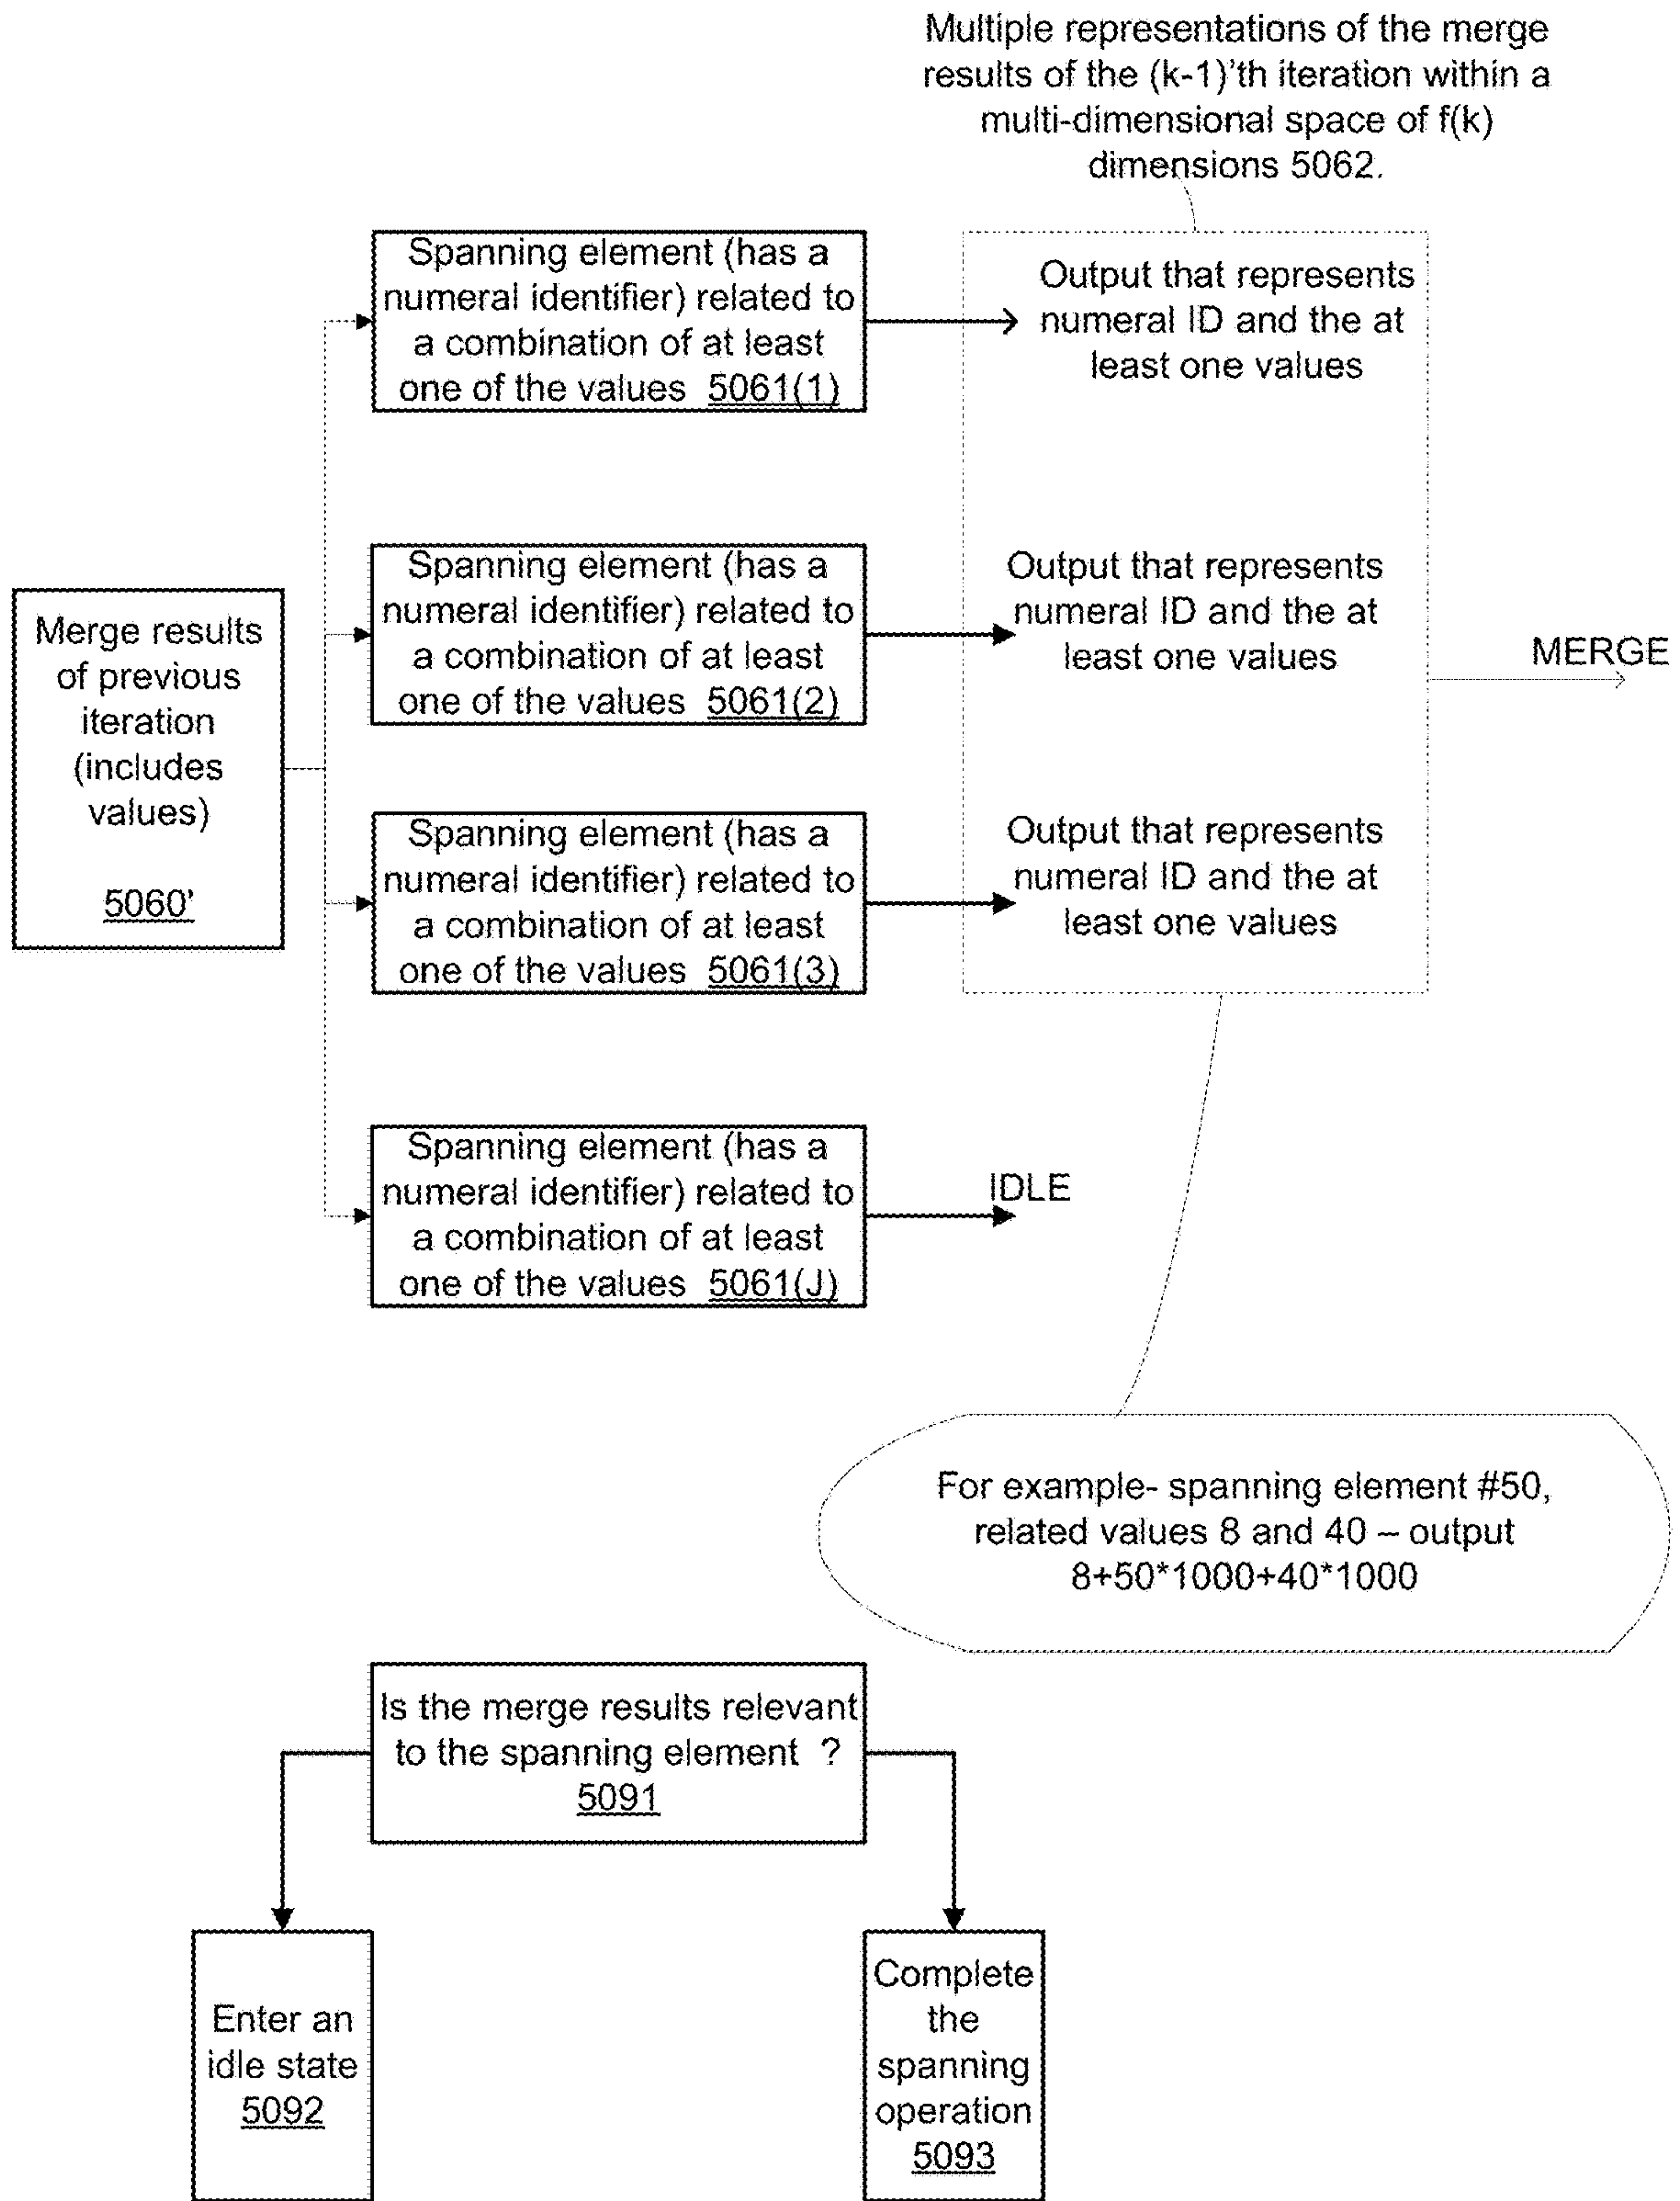 Multiple representations of the merge
results of the (k-1)'th iteration within a
multi-dimensional space of f(k)
dimensions 5062.
Spanning element (has a
numeral identifier) related to
a combination of at least
one of the values 5061(1)
Output that represents
numeral ID and the at
least one values
Spanning element (has a
numeral identifier) related to
a combination of at least
one of the values 5061(2)
Output that represents
numeral ID and the at
least one values
MERGE
Merge results
of previous
iteration
(includes
values)
5060'
Spanning element (has a
numeral identifier) related to
a combination of at least
one of the values 5061(3)
Output that represents
numeral ID and the at
least one values
Spanning element (has a
numeral identifier) related to
a combination of at least
one of the values 5061(J)
IDLE
For example- spanning element #50,
related values 8 and 40 – output
8+50*1000+40*1000
Is the merge results relevant
to the spanning element ?
5091
Enter an
idle state
5092
Complete
the
spanning
operation
5093